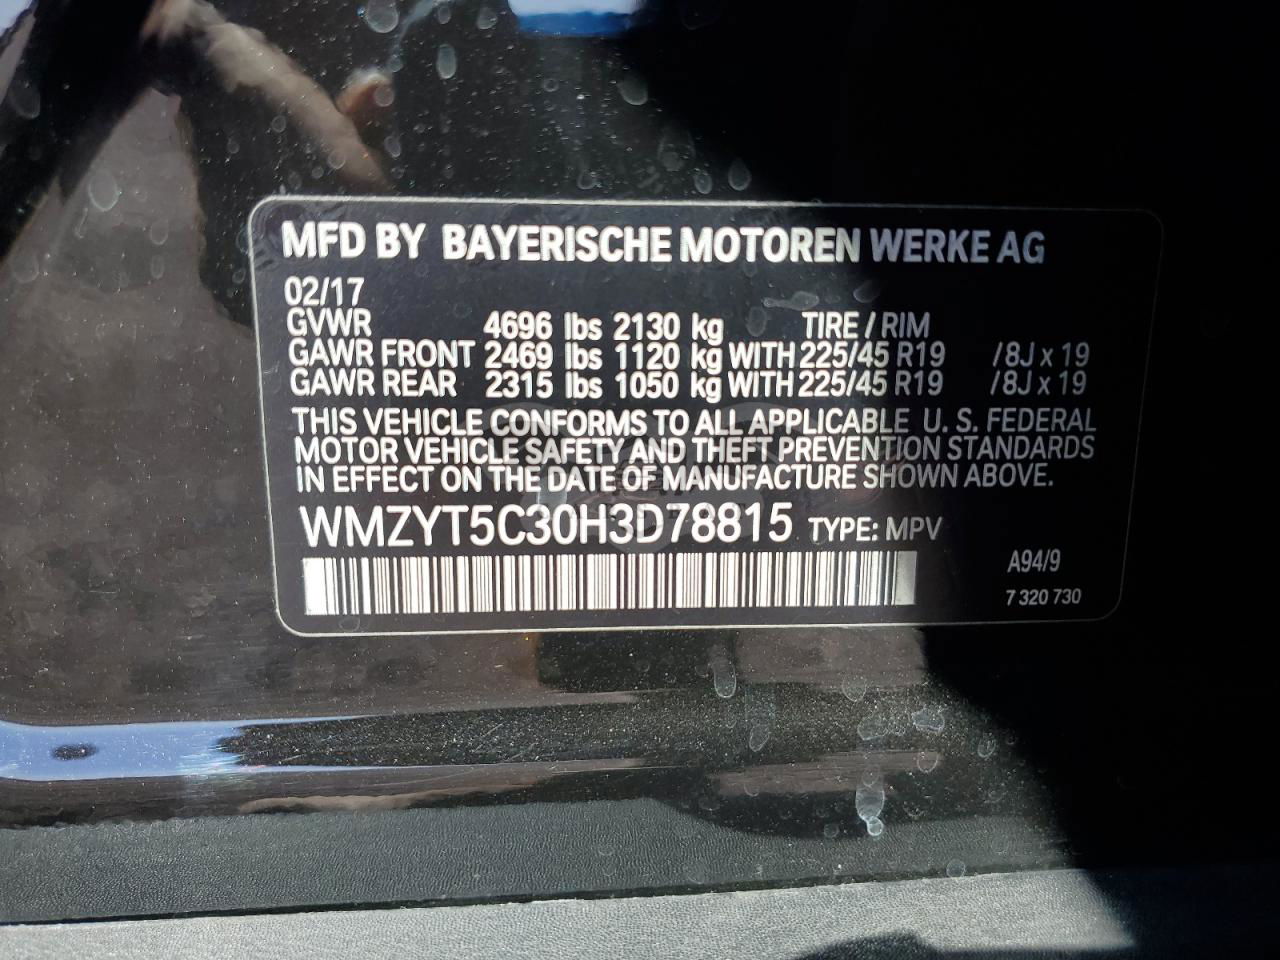 MFD BY BAYERISCHE MOTOREN WERKE AG
02/17
GVWR 4696 lbs 2130 kg TIRE / RIM
GAWR FRONT 2469 lbs 1120 kg WITH 225/45 R19 /8J x 19
GAWR REAR 2315 lbs 1050 kg WITH 225/45 R19 /8J x 19
THIS VEHICLE CONFORMS TO ALL APPLICABLE U. S. FEDERAL
MOTOR VEHICLE SAFETY AND THEFT PREVENTION STANDARDS
IN EFFECT ON THE DATE OF MANUFACTURE SHOWN ABOVE.
WMZYT5C30H3D78815 TYPE: MPV
A94/9
7 320 730